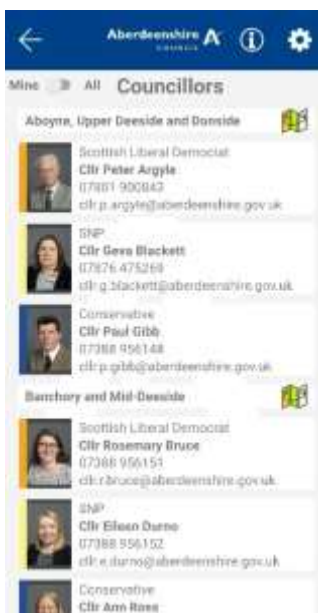 Aberdeenshire
COUNCIL
Mine All Councillors
Aboyne, Upper Deeside and Donside
Scottish Liberal Democrat
Cllr Peter Argyle
07801 900843
cllr.p.argyle@aberdeenshire.gov.uk
SNP
Cllr Geva Blackett
07876 475269
cllr.g.blackett@aberdeenshire.gov.uk
Conservative
Cllr Paul Gibb
07388 956148
cllr.p.gibb@aberdeenshire.gov.uk
Banchory and Mid-Deeside
Scottish Liberal Democrat
Cllr Rosemary Bruce
07388 956151
cllr.r.bruce@aberdeenshire.gov.uk
SNP
Cllr Eileen Durno
07388 956152
cllr.e.durno@aberdeenshire.gov.uk
Conservative
Cllr Ann Ross